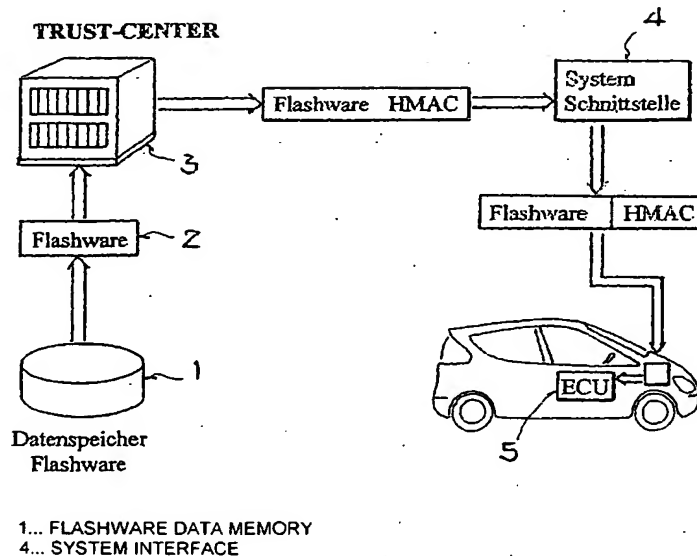 TRUST-CENTER
4
System
Schnittstelle
Flashware HMAC
3
Flashware HMAC
Flashware
2
1
ECU
5
Datenspeicher
Flashware
1... FLASHWARE DATA MEMORY
4... SYSTEM INTERFACE